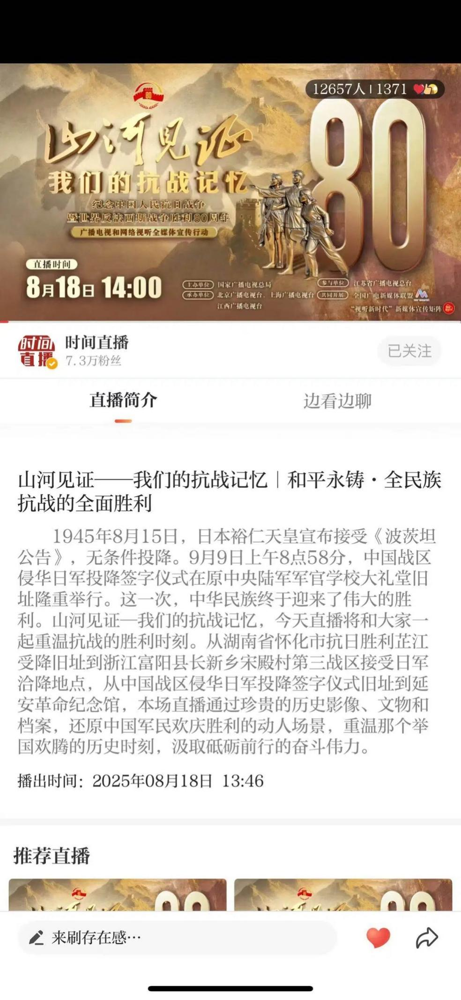 12657人 | 1371
80
山河见证
80
我们的抗战记忆
纪念中国人民抗日战争
暨世界反法西斯战争胜利80周年
广播电视和网络视听全媒体宣传行动
直播时间
8月18日 14:00
主办单位 国家广播电视总局
承办单位 北京广播电视台、上海广播电视台
江西广播电视台
参与单位 江苏省广播电视总台
共同开展 全国广电新媒体联盟
“视听新时代”新媒体宣传矩阵
时间直播
时间直播
7.3万粉丝
已关注
直播简介
边看边聊
山河见证——我们的抗战记忆｜和平永铸·全民族
抗战的全面胜利
1945年8月15日，日本裕仁天皇宣布接受《波茨坦
公告》，无条件投降。9月9日上午8点58分，中国战区
侵华日军投降签字仪式在原中央陆军军官学校大礼堂旧
址隆重举行。这一次，中华民族终于迎来了伟大的胜
利。山河见证—我们的抗战记忆，今天直播将和大家一
起重温抗战的胜利时刻。从湖南省怀化市抗日胜利芷江
受降旧址到浙江富阳县长新乡宋殿村第三战区接受日军
洽降地点，从中国战区侵华日军投降签字仪式旧址到延
安革命纪念馆，本场直播通过珍贵的历史影像、文物和
档案，还原中国军民欢庆胜利的动人场景，重温那个举
国欢腾的历史时刻，汲取砥砺前行的奋斗伟力。
播出时间：2025年08月18日 13:46
推荐直播
来刷存在感…